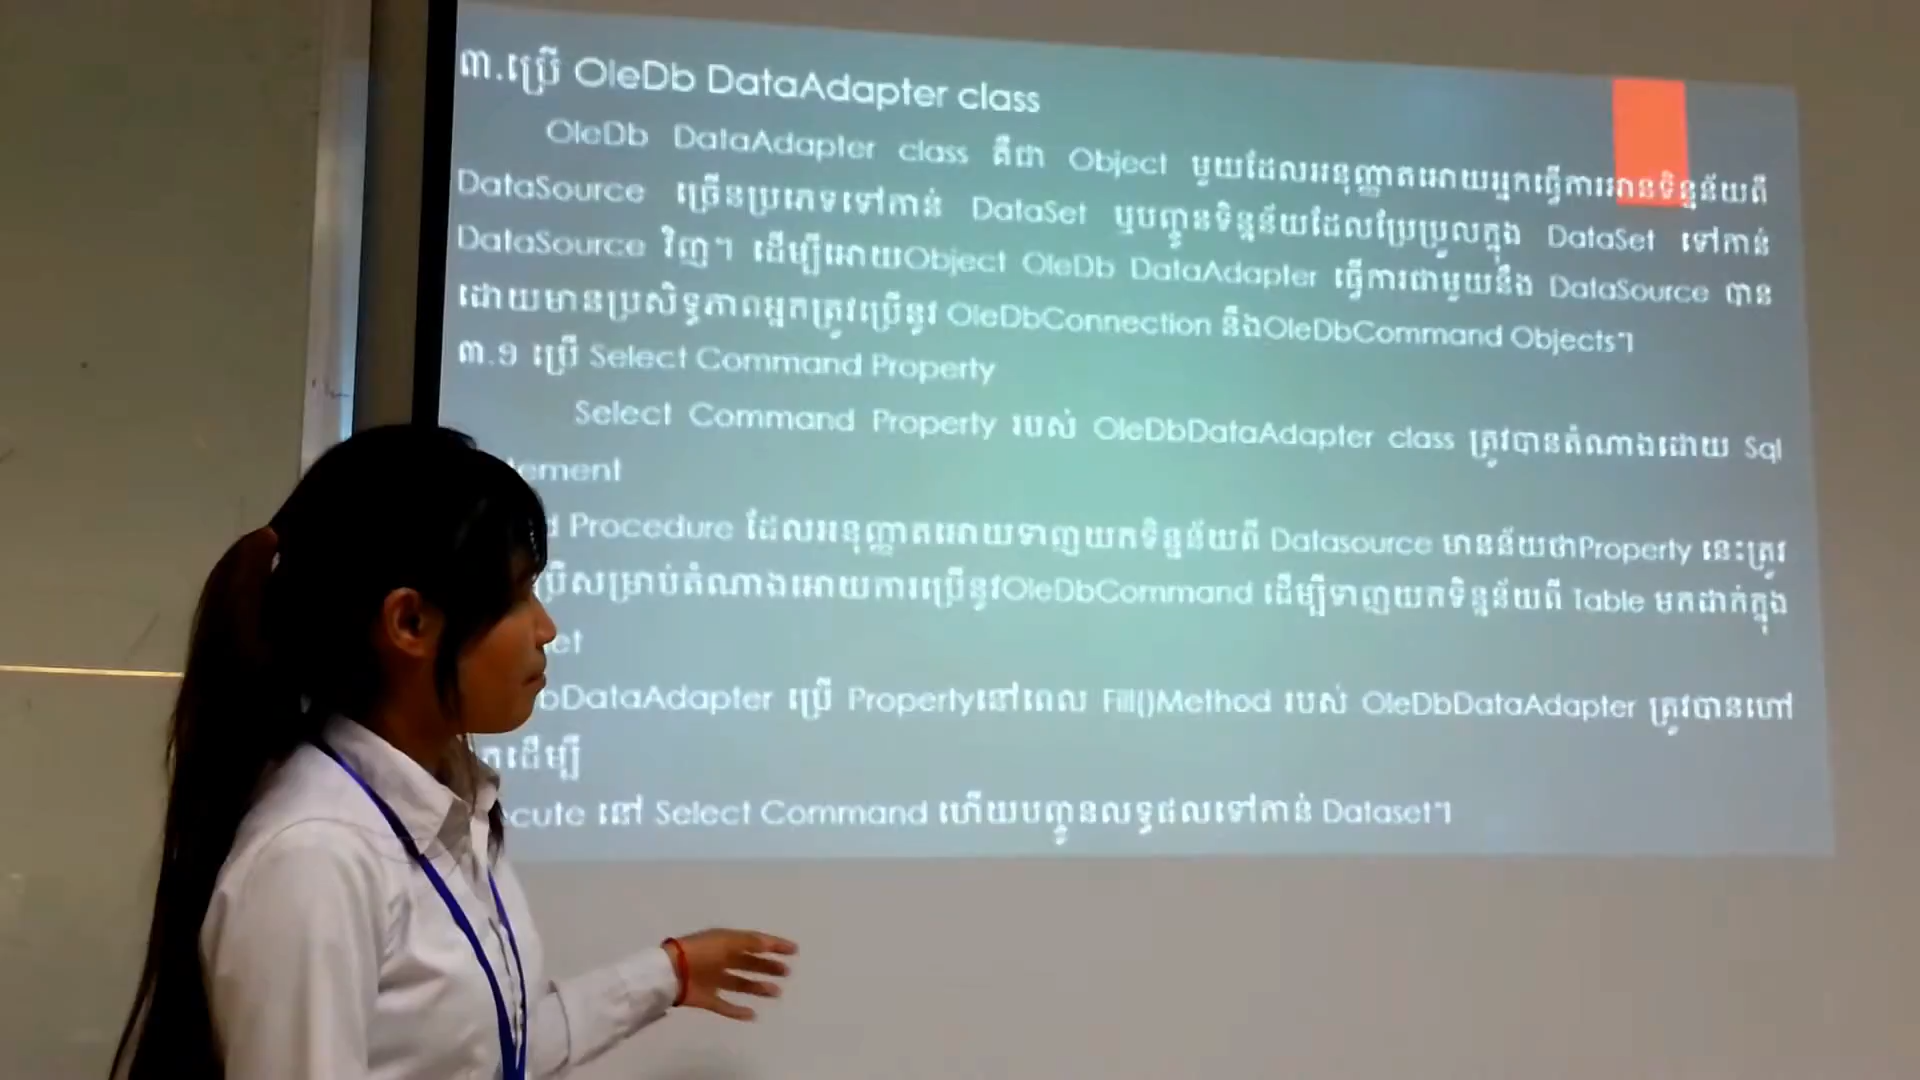 ៣.ប្រើ OleDb DataAdapter class
OleDb DataAdapter class គឺជា Object មួយដែលអនុញ្ញាតអោយអ្នកធ្វើការអានទិន្នន័យពី
DataSource ច្រើនប្រភេទទៅកាន់ DataSet ឬបញ្ជូនទិន្នន័យដែលប្រែប្រួលក្នុង DataSet ទៅកាន់
DataSource វិញ។ ដើម្បីអោយObject OleDb DataAdapter ធ្វើការជាមួយនឹង DataSource បាន
ដោយមានប្រសិទ្ធភាពអ្នកត្រូវប្រើនូវ OleDbConnection នឹងOleDbCommand Objects។
៣.១ ប្រើ Select Command Property
Select Command Property របស់ OleDbDataAdapter class ត្រូវបានតំណាងដោយ Sql
ement
Procedure ដែលអនុញ្ញាតអោយទាញយកទិន្នន័យពី Datasource មានន័យថាProperty នេះត្រូវ
ប្រើសម្រាប់តំណាងអោយការប្រើនូវOleDbCommand ដើម្បីទាញយកទិន្នន័យពី Table មកដាក់ក្នុង
et
bDataAdapter ប្រើ Propertyនៅពេល Fill()Method របស់ OleDbDataAdapter ត្រូវបានហៅ
កដើម្បី
cute នៅ Select Command ហើយបញ្ជូនលទ្ធផលទៅកាន់ Dataset។